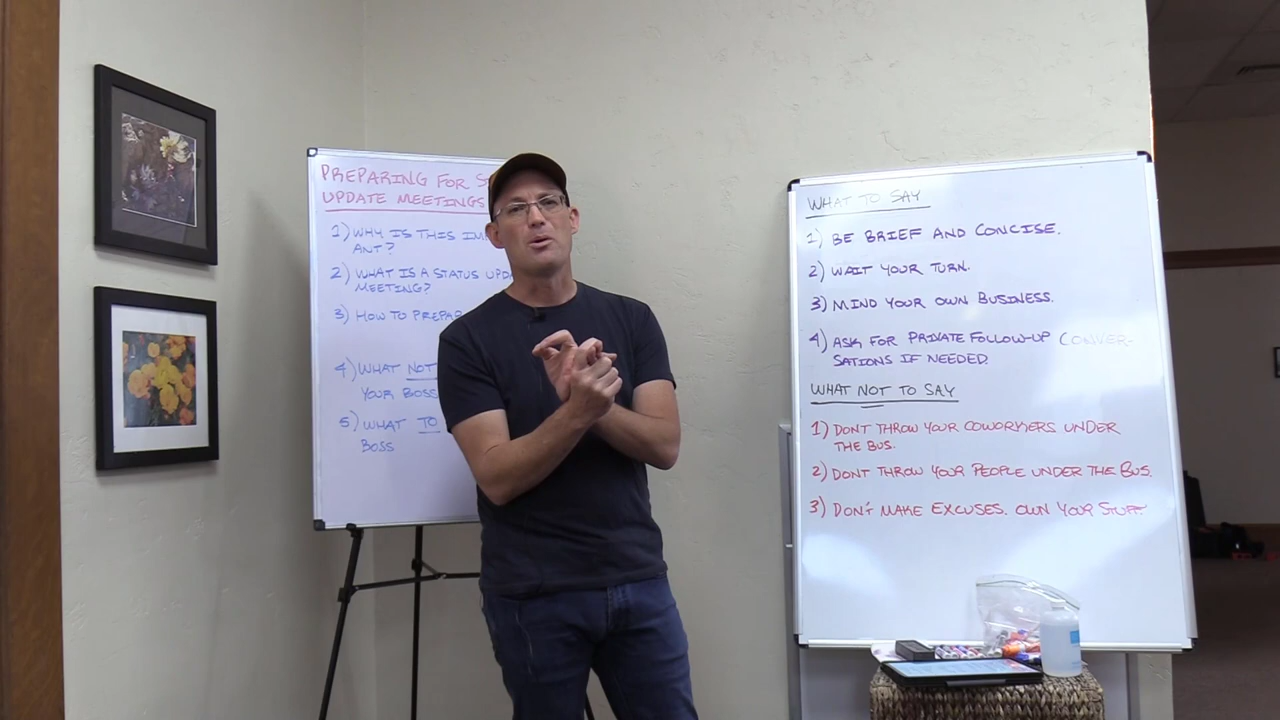 PREPARING FOR S
UPDATE MEETINGS
1) WHY IS THIS IM
ANT?
2) WHAT IS A STATUS UPD
MEETING?
3) HOW TO PREPAR
4) WHAT NOT
YOUR BOSS
5) WHAT TO
BOSS
WHAT TO SAY
1) BE BRIEF AND CONCISE.
2) WAIT YOUR TURN.
3) MIND YOUR OWN BUSINESS.
4) ASK FOR PRIVATE FOLLOW-UP CONVER-
SATIONS IF NEEDED.
WHAT NOT TO SAY
1) DONT THROW YOUR COWORKERS UNDER
THE BUS.
2) DONT THROW YOUR PEOPLE UNDER THE BUS.
3) DON'T MAKE EXCUSES. OWN YOUR STUFF.